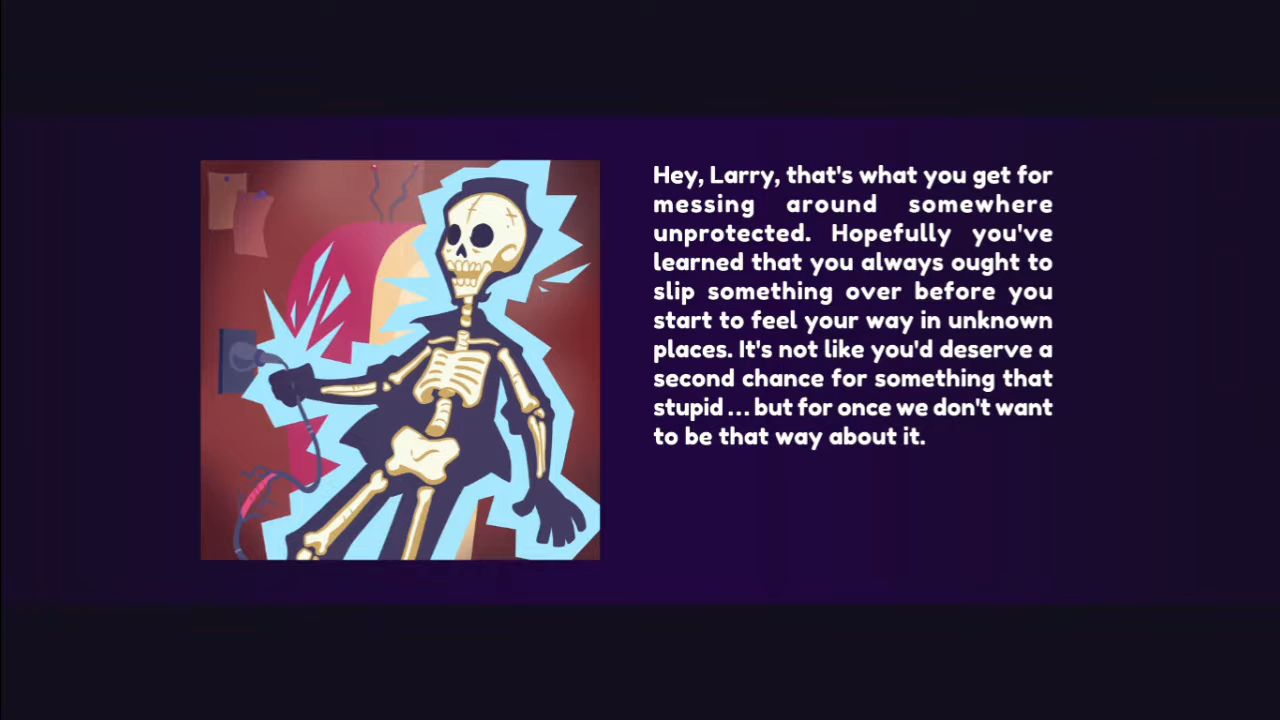 Hey, Larry, that's what you get for
messing around somewhere
unprotected. Hopefully you've
learned that you always ought to
slip something over before you
start to feel your way in unknown
places. It's not like you'd deserve a
second chance for something that
stupid ... but for once we don't want
to be that way about it.